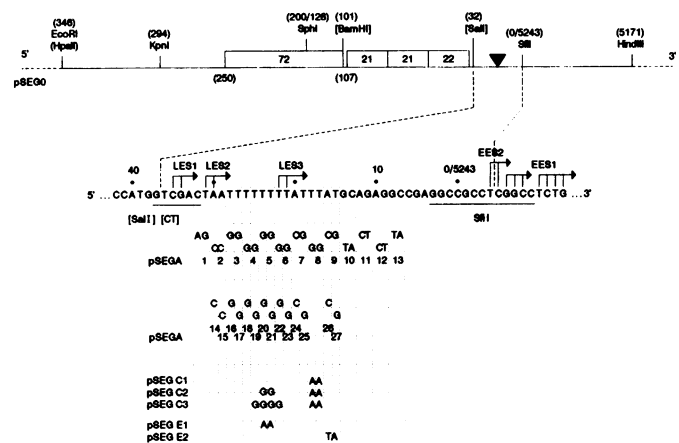 (346) (294) (200/128) (101) (32) (0/5243) (5171)
EcoRI KpnI SphI [BamHI] [SalI] SfiI HindIII
(HpaII)
5' 3'
72 21 21 22
pSEG0 (250) (107)
LES1 LES2 LES3 EES2 EES1
40 10 0/5243
5' ...CCATGGTCGACTAATTTTTTTTATTTATGCAGAGGCCGAGGCCGCCTCGGCCTCTG ...3'
[SalI] [CT] SfiI
AG GG GG CG CG CT TA
CC GG GG GG TA CT
pSEGA 1 2 3 4 5 6 7 8 9 10 11 12 13
C G G G G C C
C G G G G G G
14 16 18 20 22 24 26
pSEGA 15 17 19 21 23 25 27
pSEG C1 AA
pSEG C2 GG AA
pSEG C3 GGGG AA
pSEG E1 AA
pSEG E2 TA